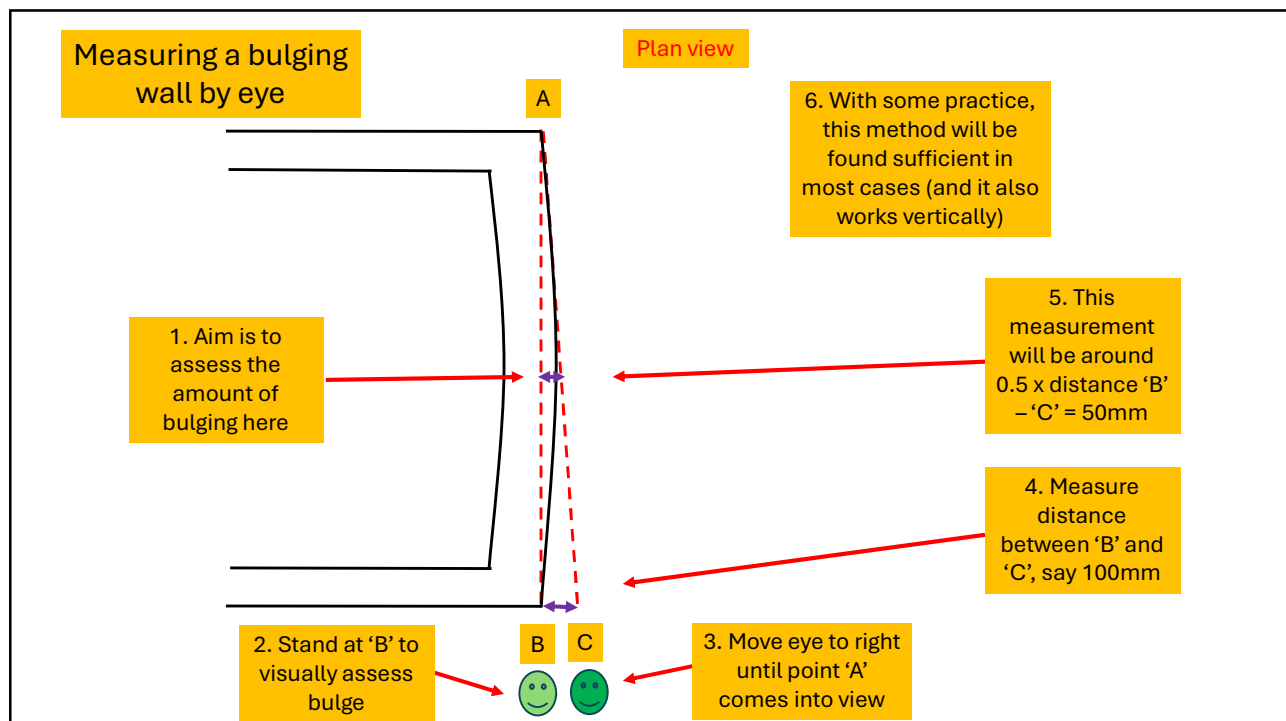 Measuring a bulging
wall by eye
Plan view
A
6. With some practice,
this method will be
found sufficient in
most cases (and it also
works vertically)
1. Aim is to
assess the
amount of
bulging here
5. This
measurement
will be around
0.5 x distance ‘B’
– ‘C’ = 50mm
4. Measure
distance
between ‘B’ and
‘C’, say 100mm
2. Stand at ‘B’ to
visually assess
bulge
B
C
3. Move eye to right
until point ‘A’
comes into view